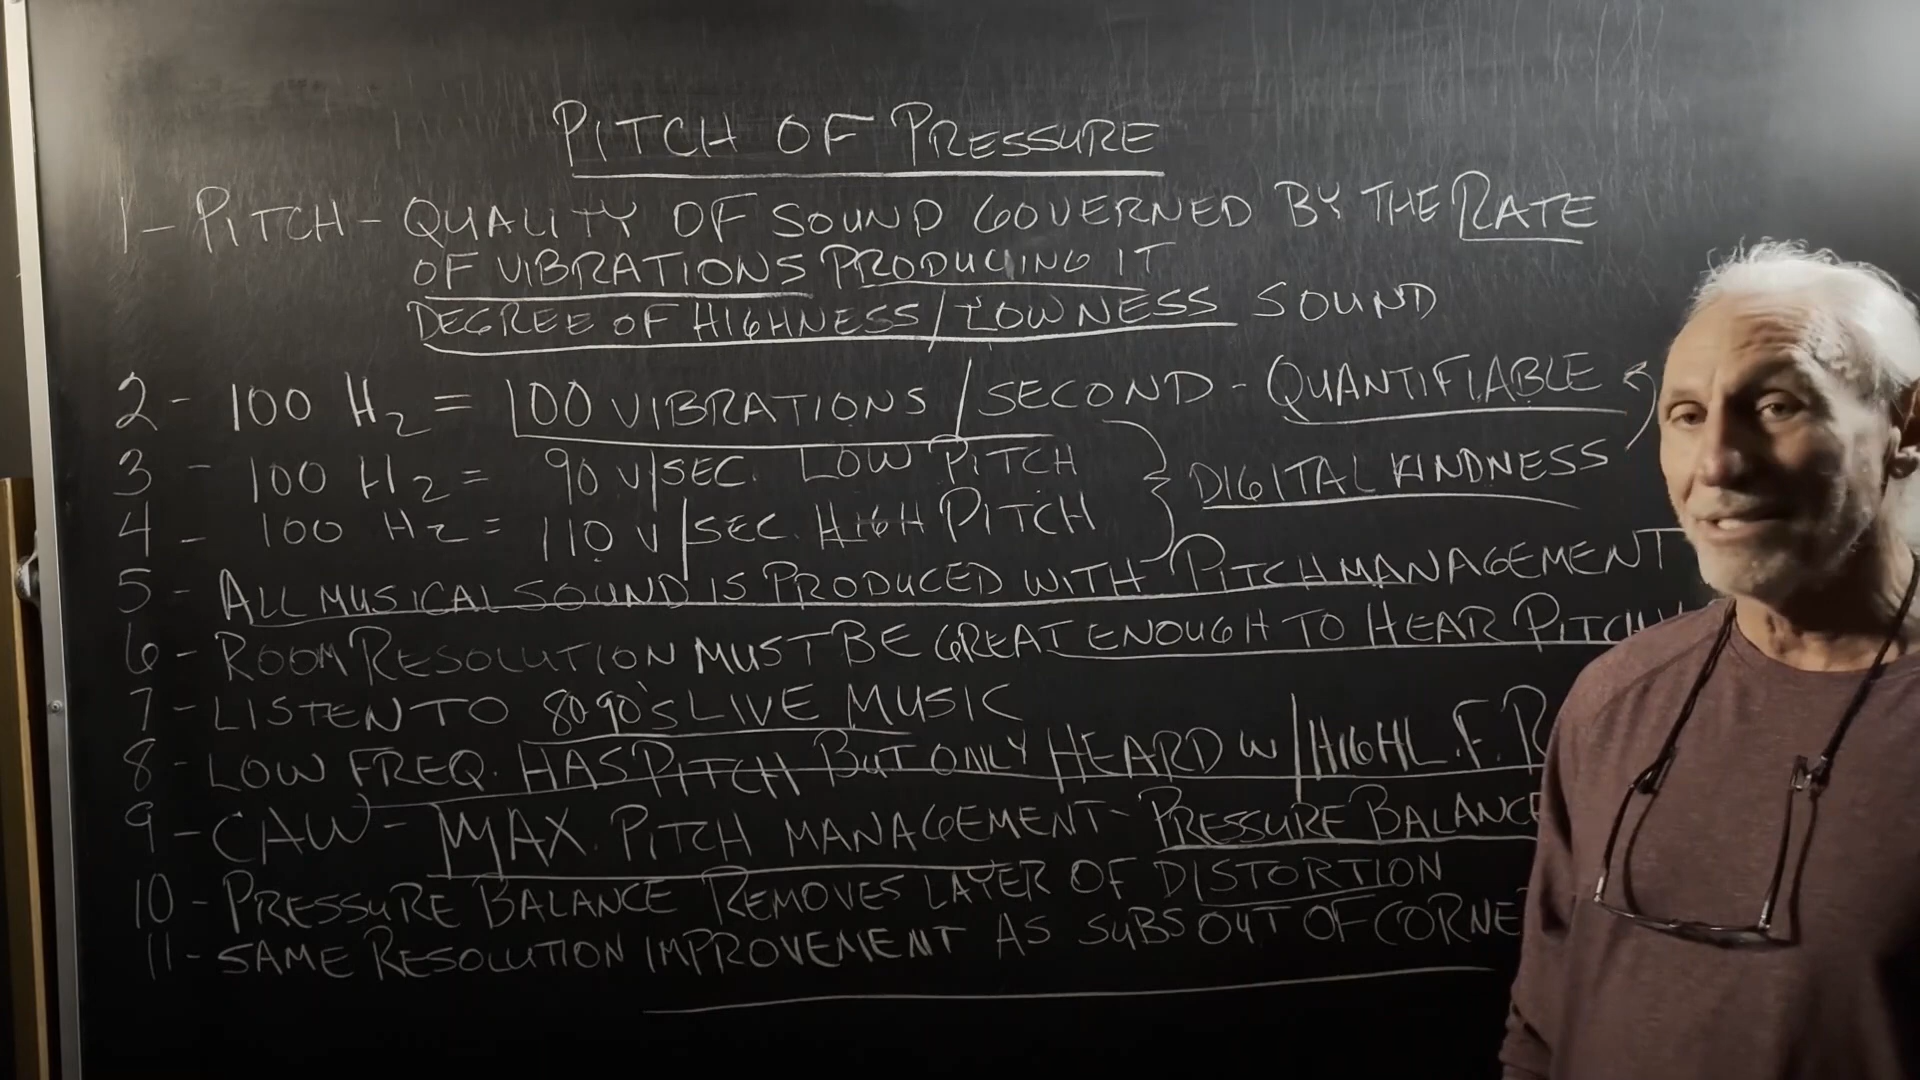 PITCH OF PRESSURE
1- PITCH - QUALITY OF SOUND GOVERNED BY THE RATE
OF VIBRATIONS PRODUCING IT
DEGREE OF HIGHNESS/LOWNESS SOUND
2 - 100 Hz = 100 VIBRATIONS / SECOND - QUANTIFIABLE
3 - 100 Hz = 90 V/SEC. LOW PITCH
DIGITAL KINDNESS
4 - 100 Hz = 110 V/SEC. HIGH PITCH
5 - ALL MUSICAL SOUND IS PRODUCED WITH PITCH MANAGEMENT
6 - ROOM RESOLUTION MUST BE GREAT ENOUGH TO HEAR PITCH
7 - LISTEN TO 80-90'S LIVE MUSIC
8 - LOW FREQ. HAS PITCH BUT ONLY HEARD W/HIGH L.F.R
9 - CAW - MAX. PITCH MANAGEMENT - PRESSURE BALANCE
10 - PRESSURE BALANCE REMOVES LAYER OF DISTORTION
11 - SAME RESOLUTION IMPROVEMENT AS SUBS OUT OF CORNE